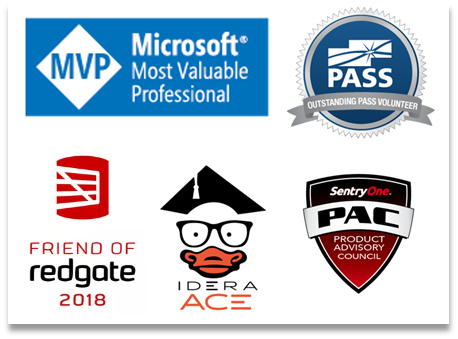 MVP
Microsoft®
Most Valuable
Professional
PASS
OUTSTANDING PASS VOLUNTEER
FRIEND OF
redgate
2018
IDERA
ACE
SentryOne.
PAC
PRODUCT
ADVISORY
COUNCIL